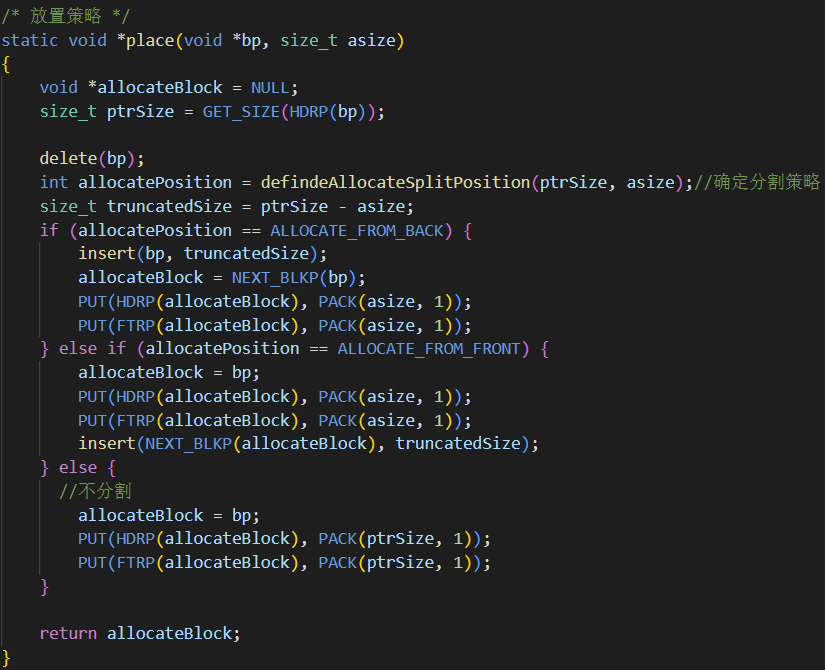 /* 放置策略 */
static void *place(void *bp, size_t asize)
{
    void *allocateBlock = NULL;
    size_t ptrSize = GET_SIZE(HDRP(bp));

    delete(bp);
    int allocatePosition = defindeAllocateSplitPosition(ptrSize, asize);//确定分割策略
    size_t truncatedSize = ptrSize - asize;
    if (allocatePosition == ALLOCATE_FROM_BACK) {
        insert(bp, truncatedSize);
        allocateBlock = NEXT_BLKP(bp);
        PUT(HDRP(allocateBlock), PACK(asize, 1));
        PUT(FTRP(allocateBlock), PACK(asize, 1));
    } else if (allocatePosition == ALLOCATE_FROM_FRONT) {
        allocateBlock = bp;
        PUT(HDRP(allocateBlock), PACK(asize, 1));
        PUT(FTRP(allocateBlock), PACK(asize, 1));
        insert(NEXT_BLKP(allocateBlock), truncatedSize);
    } else {
      //不分割
        allocateBlock = bp;
        PUT(HDRP(allocateBlock), PACK(ptrSize, 1));
        PUT(FTRP(allocateBlock), PACK(ptrSize, 1));
    }

    return allocateBlock;
}